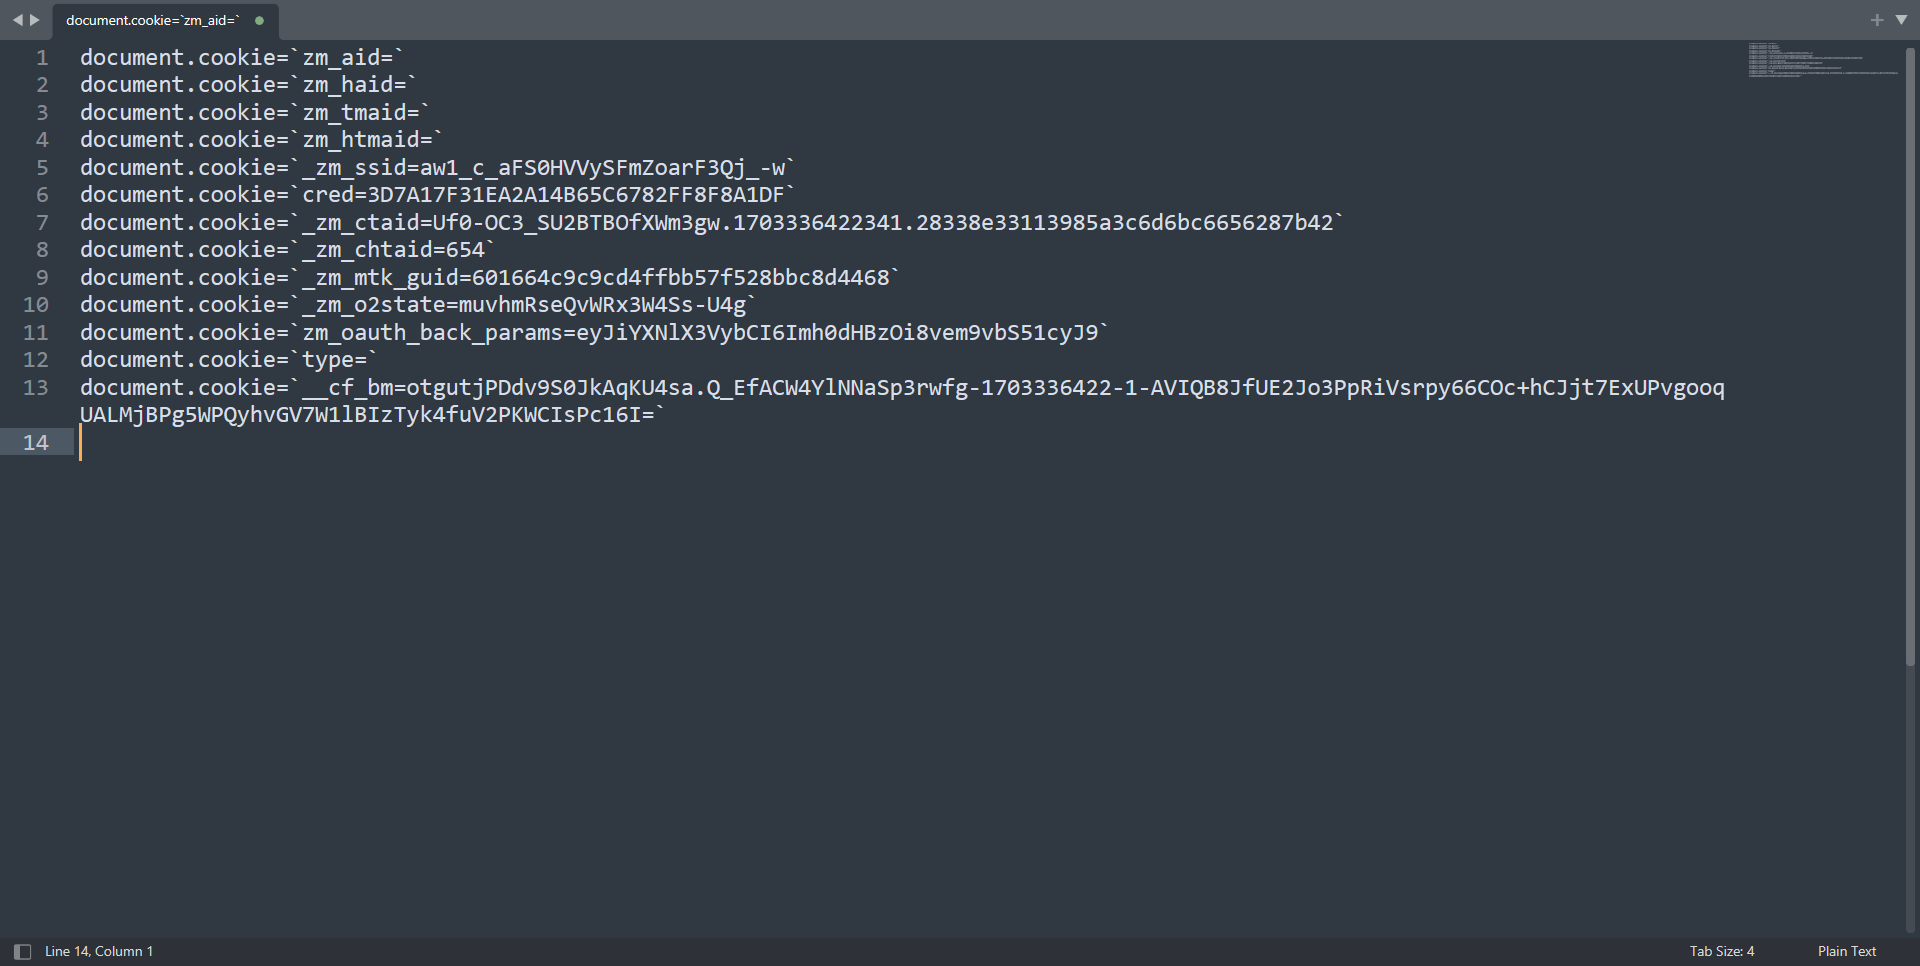 document.cookie=`zm_aid=`
1 document.cookie=`zm_aid=`
2 document.cookie=`zm_haid=`
3 document.cookie=`zm_tmaid=`
4 document.cookie=`zm_htmaid=`
5 document.cookie=`_zm_ssid=aw1_c_aFS0HVVySFmZoarF3Qj_-w`
6 document.cookie=`cred=3D7A17F31EA2A14B65C6782FF8F8A1DF`
7 document.cookie=`_zm_ctaid=Uf0-OC3_SU2BTBOfXWm3gw.1703336422341.28338e33113985a3c6d6bc6656287b42`
8 document.cookie=`_zm_chtaid=654`
9 document.cookie=`_zm_mtk_guid=601664c9c9cd4ffbb57f528bbc8d4468`
10 document.cookie=`_zm_o2state=muvhmRseQvWRx3W4Ss-U4g`
11 document.cookie=`zm_oauth_back_params=eyJiYXNlX3VybCI6Imh0dHBzOi8vem9vbS51cyJ9`
12 document.cookie=`type=`
13 document.cookie=`__cf_bm=otgutjPDdv9S0JkAqKU4sa.Q_EfACW4YlNNaSp3rwfg-1703336422-1-AVIQB8JfUE2Jo3PpRiVsrpy66COc+hCJjt7ExUPvgooq
UALMjBPg5WPQyhvGV7W1lBIzTyk4fuV2PKWCIsPc16I=`
14
Line 14, Column 1
Tab Size: 4
Plain Text